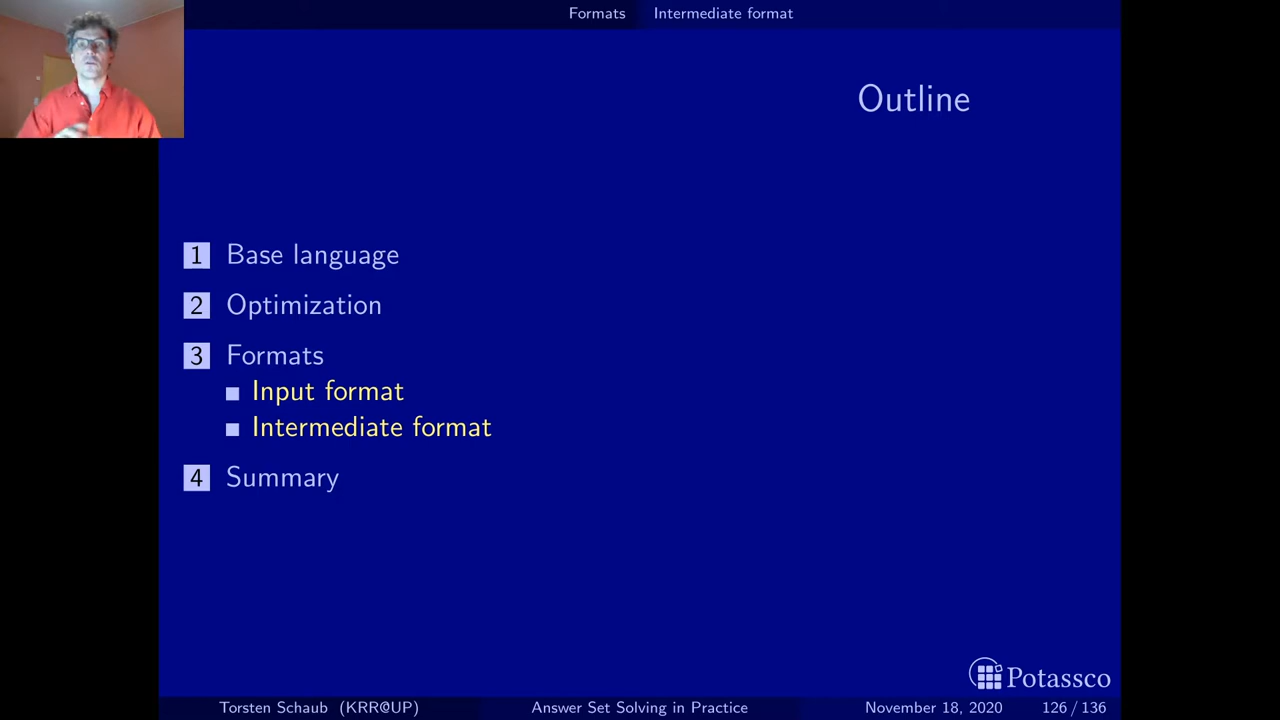 Formats Intermediate format
Outline
1 Base language
2 Optimization
3 Formats
Input format
Intermediate format
4 Summary
Potassco
Torsten Schaub (KRR@UP) Answer Set Solving in Practice November 18, 2020 126 / 136